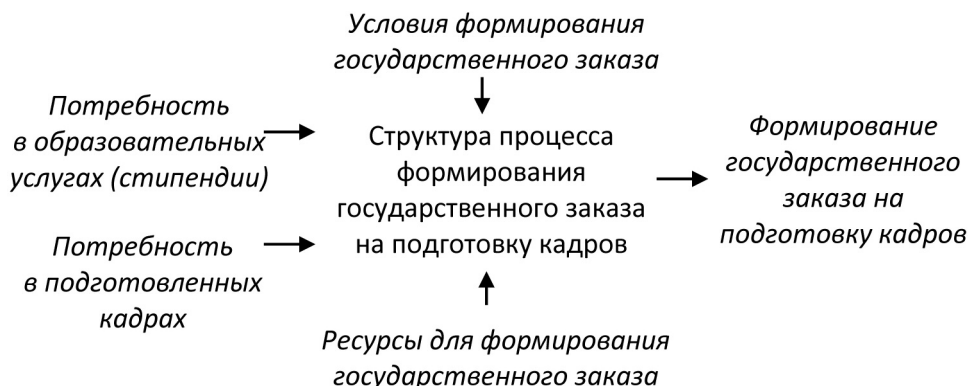 Условия формирования
государственного заказа
Потребность
в образовательных
услугах (стипендии)
Потребность
в подготовленных
кадрах
Структура процесса
формирования
государственного заказа
на подготовку кадров
Формирование
государственного
заказа на
подготовку кадров
Ресурсы для формирования
государственного заказа